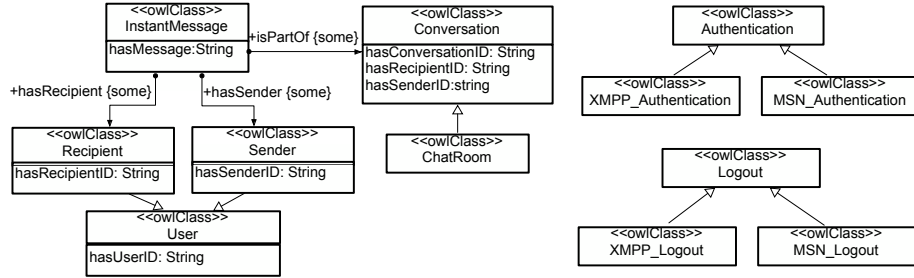 <<owlClass>>
InstantMessage
hasMessage:String
+isPartOf {some}
<<owlClass>>
Conversation
hasConversationID: String
hasRecipientID: String
hasSenderID:string
+hasRecipient {some}
+hasSender {some}
<<owlClass>>
Recipient
hasRecipientID: String
<<owlClass>>
Sender
hasSenderID: String
<<owlClass>>
ChatRoom
<<owlClass>>
User
hasUserID: String
<<owlClass>>
Authentication
<<owlClass>>
XMPP_Authentication
<<owlClass>>
MSN_Authentication
<<owlClass>>
Logout
<<owlClass>>
XMPP_Logout
<<owlClass>>
MSN_Logout